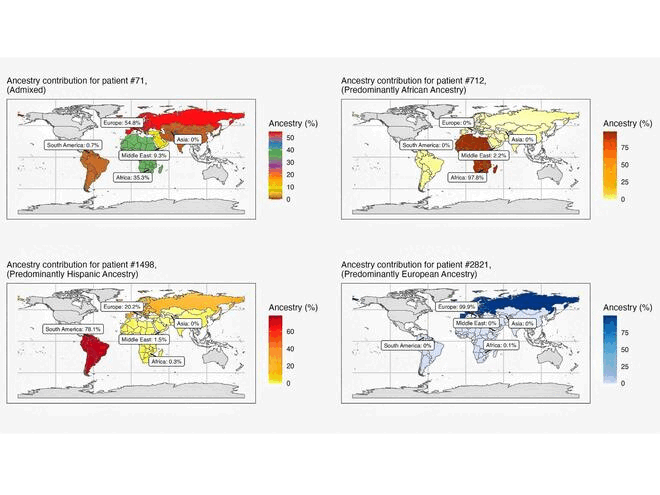 Ancestry contribution for patient #71,
(Admixed)
Europe: 54.8%
Asia: 0%
South America: 0.7%
Middle East: 9.3%
Africa: 35.3%
Ancestry (%)
50
40
30
20
10
0
Ancestry contribution for patient #712,
(Predominantly African Ancestry)
Europe: 0%
Asia: 0%
South America: 0%
Middle East: 2.2%
Africa: 97.8%
Ancestry (%)
75
50
25
0
Ancestry contribution for patient #1498,
(Predominantly Hispanic Ancestry)
Europe: 20.2%
Asia: 0%
South America: 78.1%
Middle East: 1.5%
Africa: 0.3%
Ancestry (%)
60
40
20
0
Ancestry contribution for patient #2821,
(Predominantly European Ancestry)
Europe: 99.9%
Middle East: 0%
Asia: 0%
South America: 0%
Africa: 0.1%
Ancestry (%)
75
50
25
0